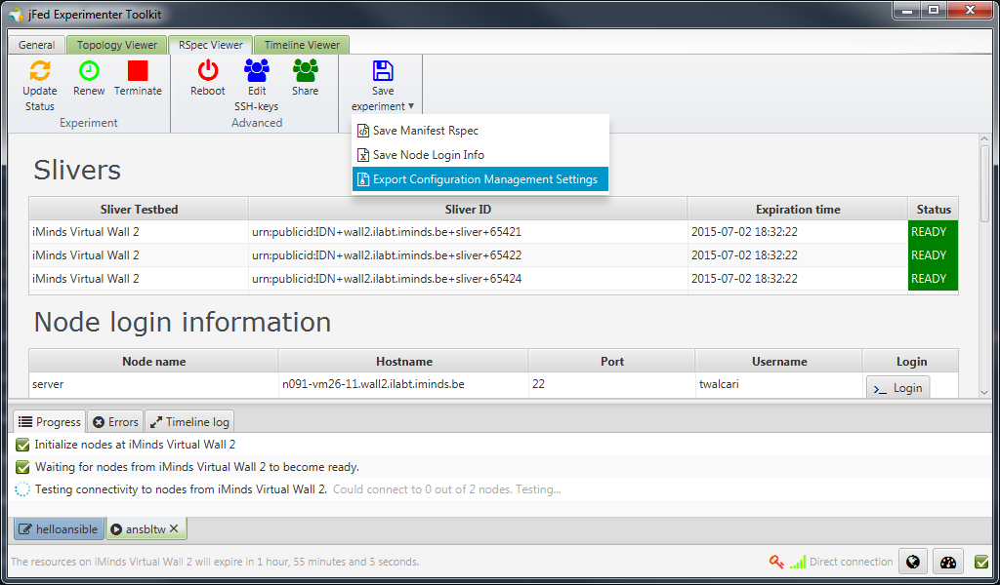 jFed Experimenter Toolkit
General Topology Viewer RSpec Viewer Timeline Viewer
Update Status Renew Terminate Reboot Edit SSH-keys Share Save experiment ▾
Experiment Advanced
Save Manifest Rspec
Save Node Login Info
Export Configuration Management Settings
Slivers
Sliver Testbed Sliver ID Expiration time Status
iMinds Virtual Wall 2 urn:publicid:IDN+wall2.ilabt.iminds.be+sliver+65421 2015-07-02 18:32:22 READY
iMinds Virtual Wall 2 urn:publicid:IDN+wall2.ilabt.iminds.be+sliver+65422 2015-07-02 18:32:22 READY
iMinds Virtual Wall 2 urn:publicid:IDN+wall2.ilabt.iminds.be+sliver+65424 2015-07-02 18:32:22 READY
Node login information
Node name Hostname Port Username Login
server n091-vm26-11.wall2.ilabt.iminds.be 22 twalcari >_ Login
Progress Errors Timeline log
Initialize nodes at iMinds Virtual Wall 2
Waiting for nodes from iMinds Virtual Wall 2 to become ready.
Testing connectivity to nodes from iMinds Virtual Wall 2. Could connect to 0 out of 2 nodes. Testing...
helloansible ansbltw
The resources on iMinds Virtual Wall 2 will expire in 1 hour, 55 minutes and 5 seconds. Direct connection